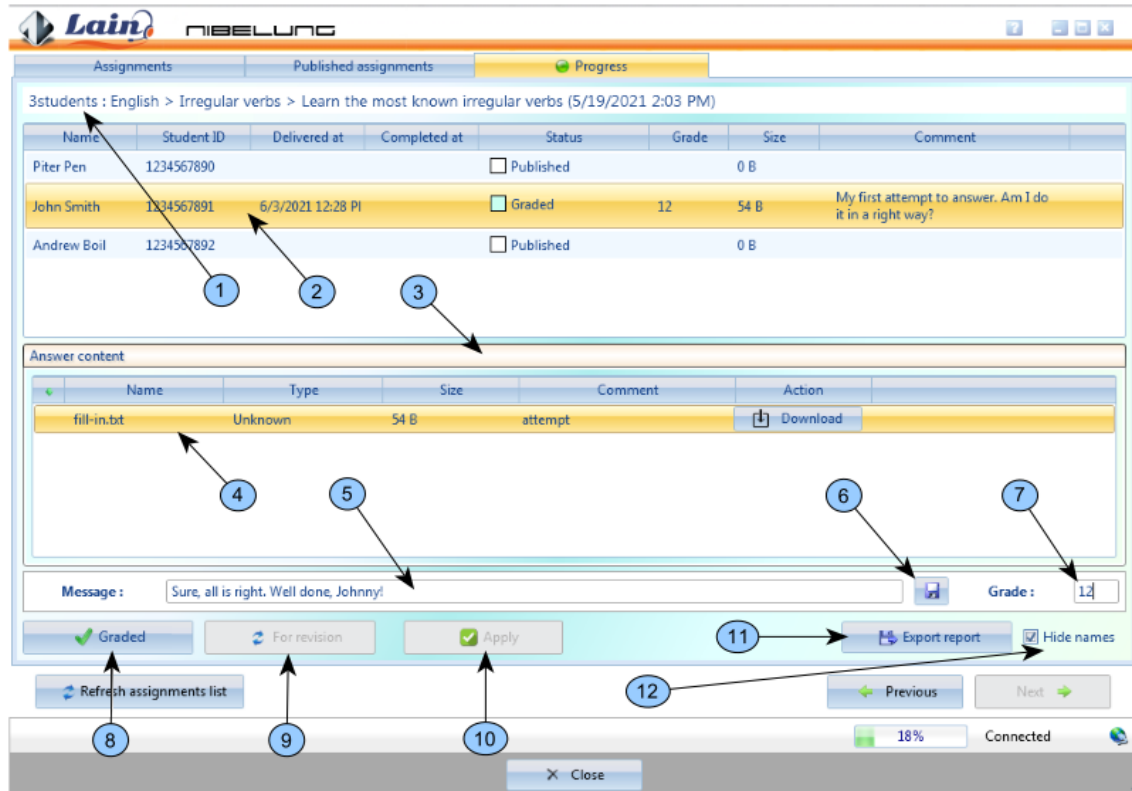 Lain NIBELUNG
?
Assignments Published assignments Progress
3students : English > Irregular verbs > Learn the most known irregular verbs (5/19/2021 2:03 PM)
Name Student ID Delivered at Completed at Status Grade Size Comment
Piter Pen 1234567890 Published 0 B
John Smith 1234567891 6/3/2021 12:28 PI Graded 12 54 B My first attempt to answer. Am I do
it in a right way?
Andrew Boil 1234567892 Published 0 B
1 2 3
Answer content
Name Type Size Comment Action
fill-in.txt Unknown 54 B attempt Download
4 5 6 7
Message : Sure, all is right. Well done, Johnny! Grade : 12
Graded For revision Apply 11 Export report Hide names
Refresh assignments list 12 Previous Next
8 9 10 18% Connected
X Close